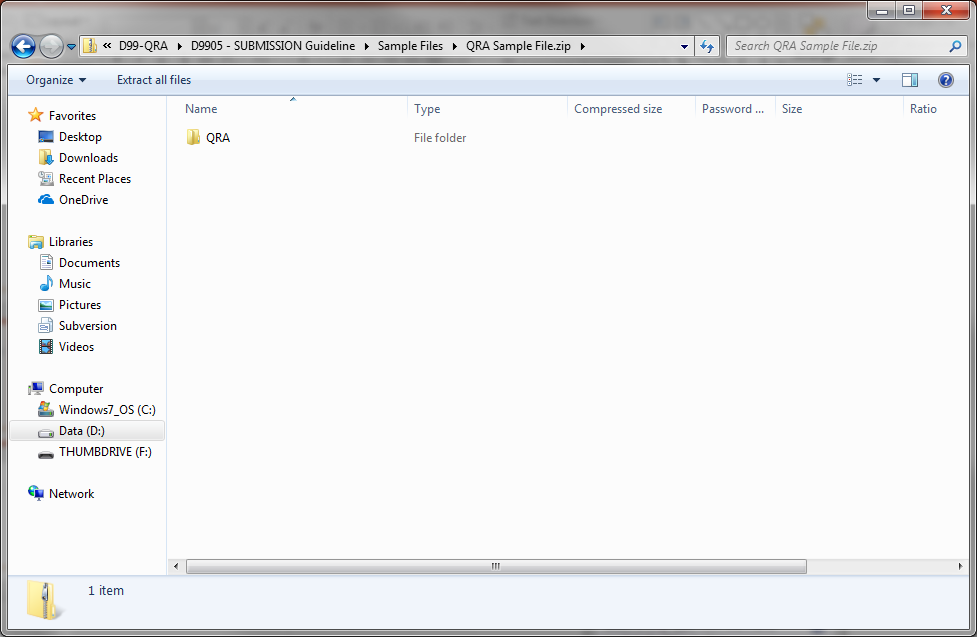 « D99-QRA ▸ D9905 - SUBMISSION Guideline ▸ Sample Files ▸ QRA Sample File.zip ▸ Search QRA Sample File.zip
Organize Extract all files
Name Type Compressed size Password ... Size Ratio
QRA File folder
Favorites
Desktop
Downloads
Recent Places
OneDrive
Libraries
Documents
Music
Pictures
Subversion
Videos
Computer
Windows7_OS (C:)
Data (D:)
THUMBDRIVE (F:)
Network
1 item